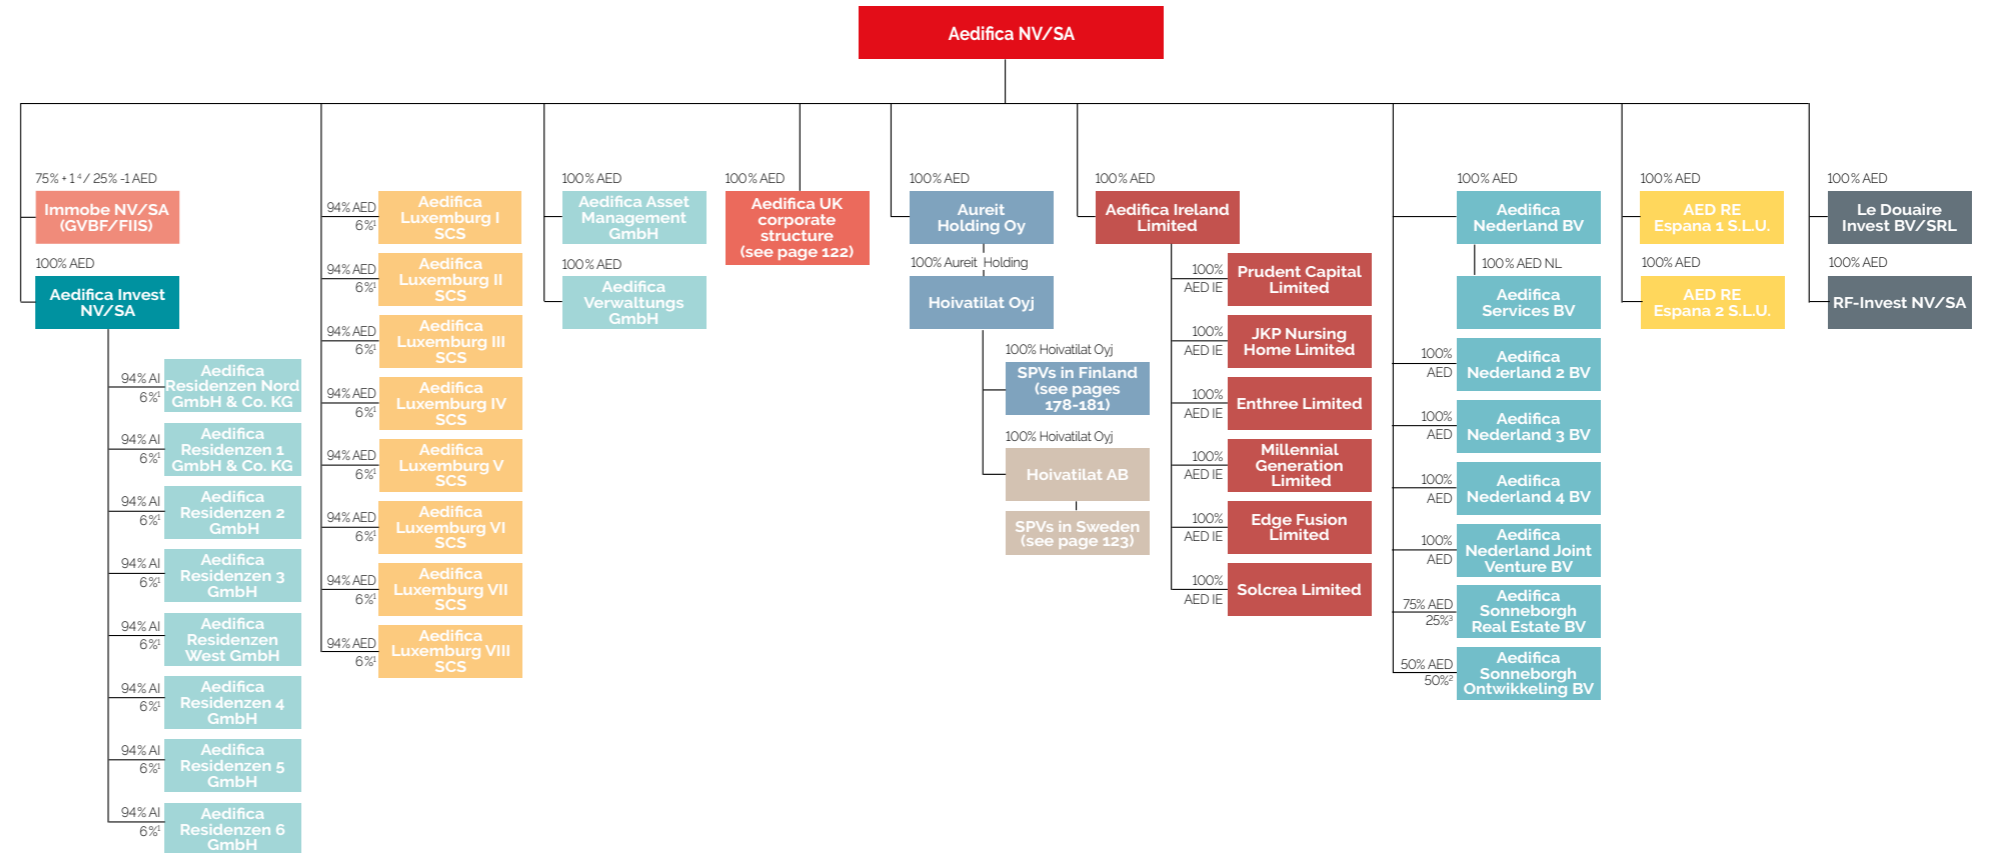 Aedifica NV/SA
75% + 1 ⁴ / 25% -1 AED
Immobe NV/SA
(GVBF/FIIS)
100% AED
Aedifica Invest
NV/SA
94% AI
6%¹
Aedifica
Residenzen Nord
GmbH & Co. KG
94% AI
6%¹
Aedifica
Residenzen 1
GmbH & Co. KG
94% AI
6%¹
Aedifica
Residenzen 2
GmbH
94% AI
6%¹
Aedifica
Residenzen 3
GmbH
94% AI
6%¹
Aedifica
Residenzen
West GmbH
94% AI
6%¹
Aedifica
Residenzen 4
GmbH
94% AI
6%¹
Aedifica
Residenzen 5
GmbH
94% AI
6%¹
Aedifica
Residenzen 6
GmbH
94% AED
6%¹
Aedifica
Luxemburg I
SCS
94% AED
6%¹
Aedifica
Luxemburg II
SCS
94% AED
6%¹
Aedifica
Luxemburg III
SCS
94% AED
6%¹
Aedifica
Luxemburg IV
SCS
94% AED
6%¹
Aedifica
Luxemburg V
SCS
94% AED
6%¹
Aedifica
Luxemburg VI
SCS
94% AED
6%¹
Aedifica
Luxemburg VII
SCS
94% AED
6%¹
Aedifica
Luxemburg VIII
SCS
100% AED
Aedifica Asset
Management
GmbH
100% AED
Aedifica
Verwaltungs
GmbH
100% AED
Aedifica UK
corporate
structure
(see page 122)
100% AED
Aureit
Holding Oy
100% Aureit Holding
Hoivatilat Oyj
100% Hoivatilat Oyj
SPVs in Finland
(see pages
178-181)
100% Hoivatilat Oyj
Hoivatilat AB
SPVs in Sweden
(see page 123)
100% AED
Aedifica Ireland
Limited
100%
AED IE
Prudent Capital
Limited
100%
AED IE
JKP Nursing
Home Limited
100%
AED IE
Enthree Limited
100%
AED IE
Millennial
Generation
Limited
100%
AED IE
Edge Fusion
Limited
100%
AED IE
Solcrea Limited
100% AED
Aedifica
Nederland BV
100% AED NL
Aedifica
Services BV
100%
AED
Aedifica
Nederland 2 BV
100%
AED
Aedifica
Nederland 3 BV
100%
AED
Aedifica
Nederland 4 BV
100%
AED
Aedifica
Nederland Joint
Venture BV
75% AED
25%³
Aedifica
Sonneborgh
Real Estate BV
50% AED
50%²
Aedifica
Sonneborgh
Ontwikkeling BV
100% AED
AED RE
Espana 1 S.L.U.
100% AED
AED RE
Espana 2 S.L.U.
100% AED
Le Douaire
Invest BV/SRL
100% AED
RF-Invest NV/SA